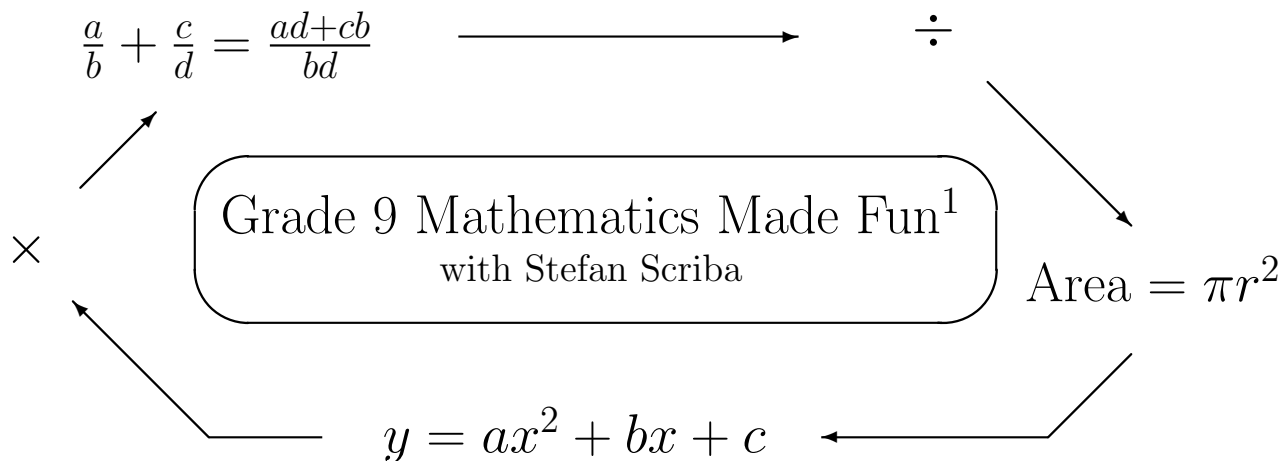 a/b + c/d = ad+cb/bd
÷
Grade 9 Mathematics Made Fun¹
with Stefan Scriba
×
Area = πr²
y = ax² + bx + c